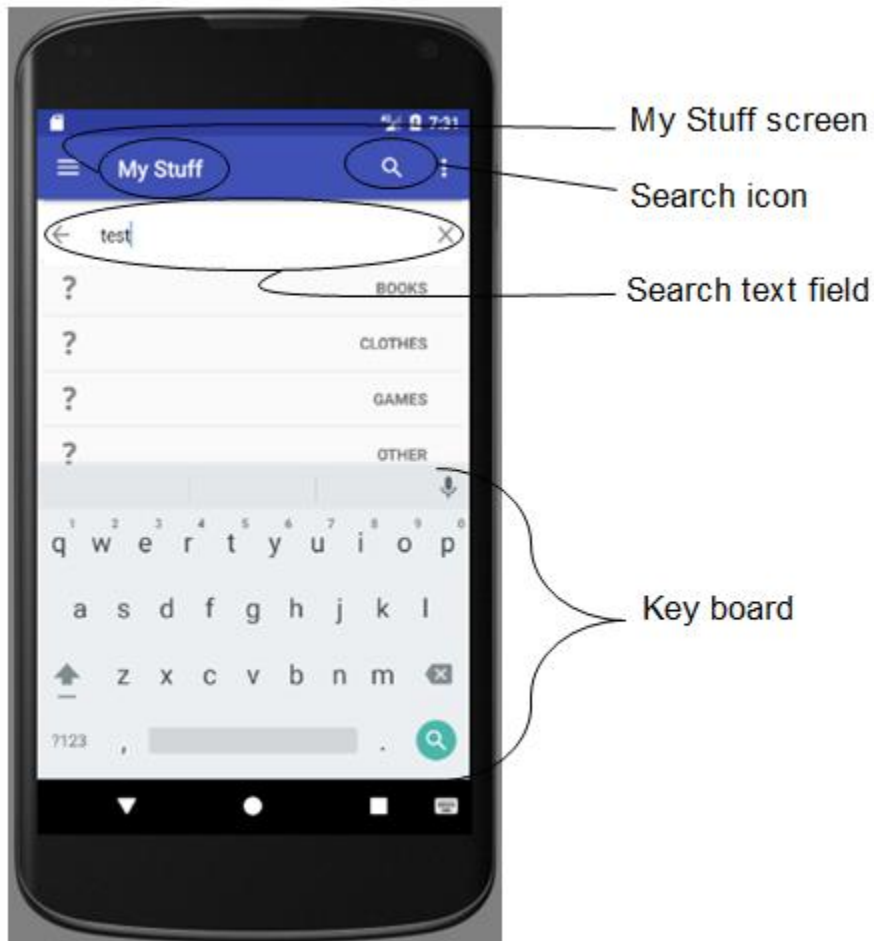 7:31
My Stuff screen
My Stuff
Search icon
test
Search text field
? BOOKS
? CLOTHES
? GAMES
? OTHER
1 2 3 4 5 6 7 8 9 0
q w e r t y u i o p
a s d f g h j k l
Key board
z x c v b n m
?123 , .